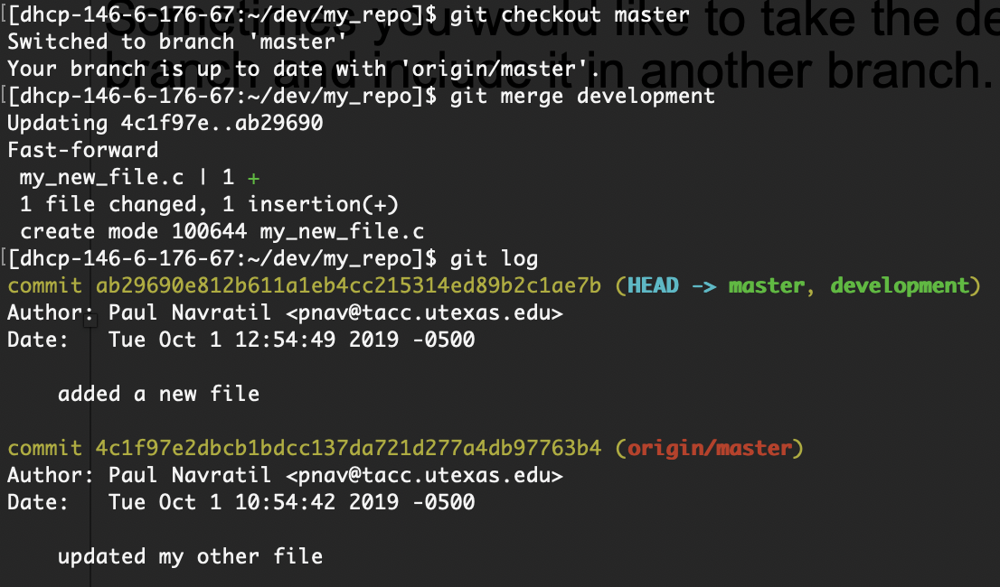 Sometimes you would like to take the de
branch and include it in another branch.
[[dhcp-146-6-176-67:~/dev/my_repo]$ git checkout master
Switched to branch 'master'
Your branch is up to date with 'origin/master'.
[[dhcp-146-6-176-67:~/dev/my_repo]$ git merge development
Updating 4c1f97e..ab29690
Fast-forward
 my_new_file.c | 1 +
 1 file changed, 1 insertion(+)
 create mode 100644 my_new_file.c
[[dhcp-146-6-176-67:~/dev/my_repo]$ git log
commit ab29690e812b611a1eb4cc215314ed89b2c1ae7b (HEAD -> master, development)
Author: Paul Navratil <pnav@tacc.utexas.edu>
Date:   Tue Oct 1 12:54:49 2019 -0500

    added a new file

commit 4c1f97e2dbcb1bdcc137da721d277a4db97763b4 (origin/master)
Author: Paul Navratil <pnav@tacc.utexas.edu>
Date:   Tue Oct 1 10:54:42 2019 -0500

    updated my other file